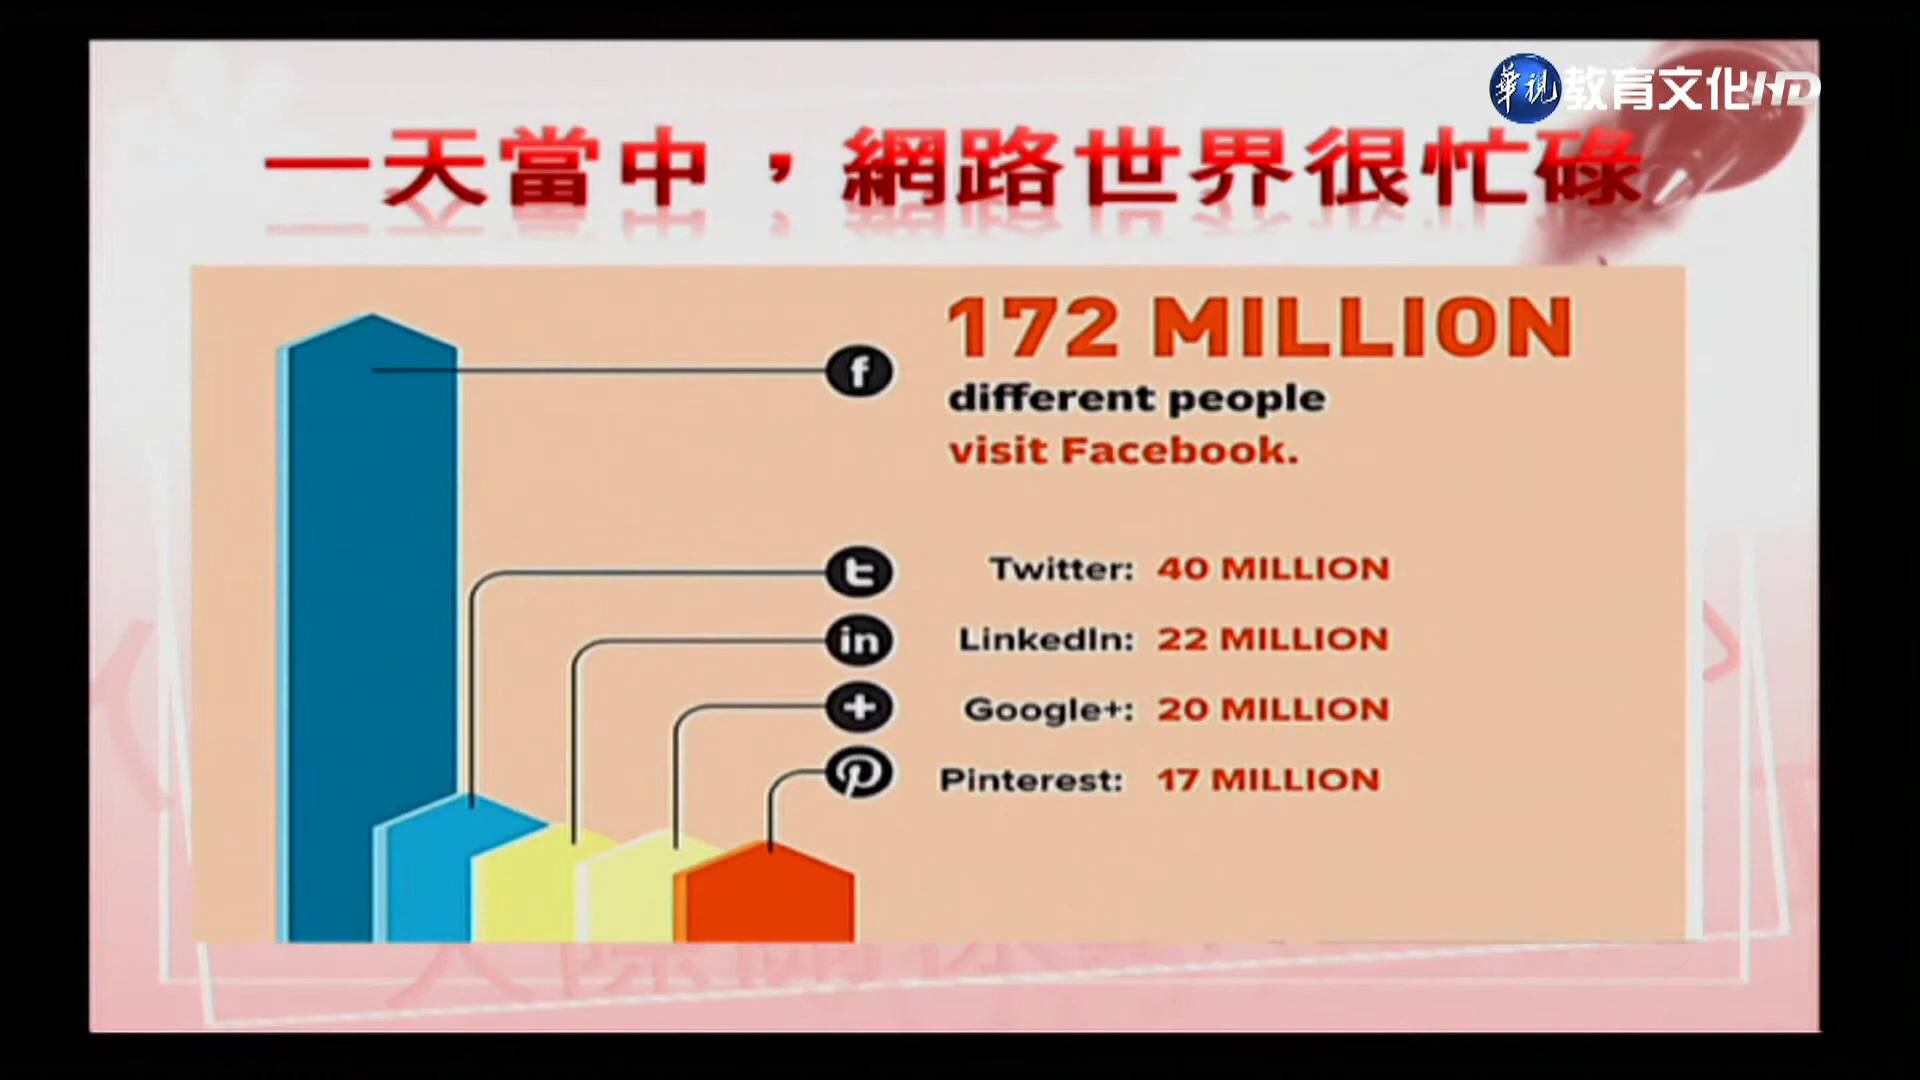 華視 教育文化HD
一天當中，網路世界很忙碌
172 MILLION
different people
visit Facebook.
Twitter: 40 MILLION
LinkedIn: 22 MILLION
Google+: 20 MILLION
Pinterest: 17 MILLION